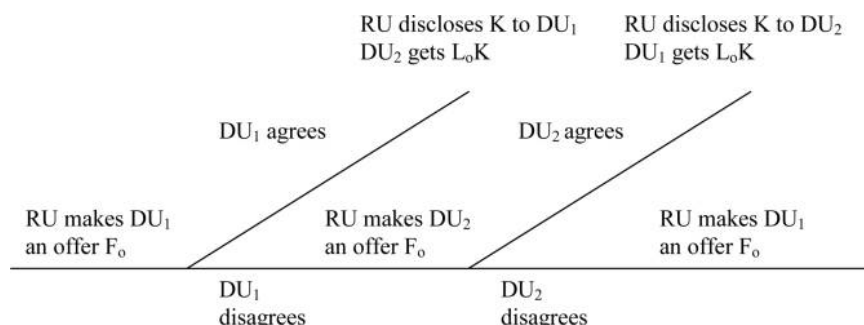 RU discloses K to DU₁
DU₂ gets LₒK
RU discloses K to DU₂
DU₁ gets LₒK
DU₁ agrees
DU₂ agrees
RU makes DU₁
an offer Fₒ
RU makes DU₂
an offer Fₒ
RU makes DU₁
an offer Fₒ
DU₁
disagrees
DU₂
disagrees